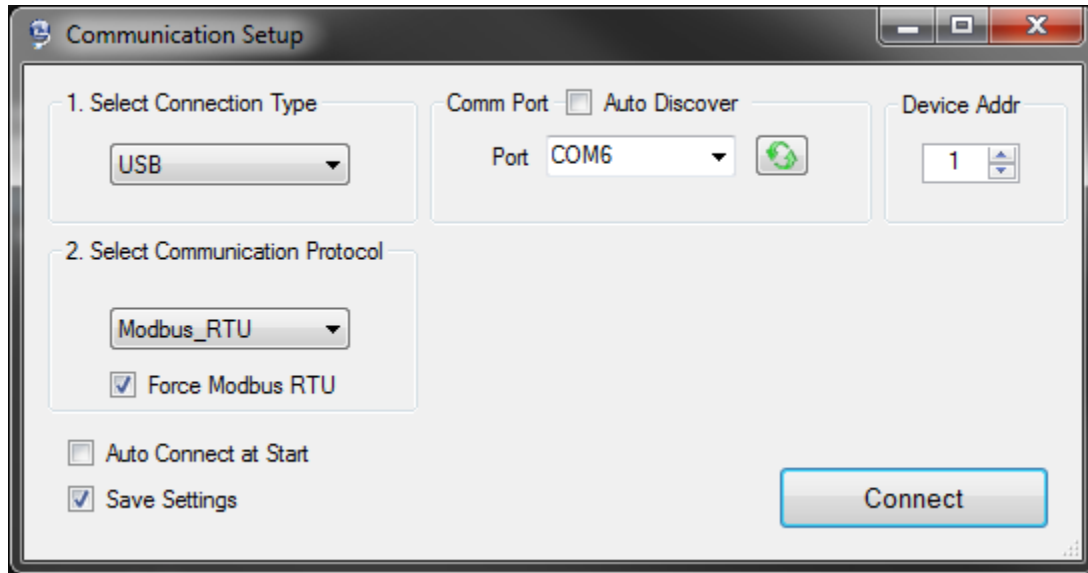 Communication Setup
1. Select Connection Type
USB
Comm Port Auto Discover
Port COM6
Device Addr
1
2. Select Communication Protocol
Modbus_RTU
Force Modbus RTU
Auto Connect at Start
Save Settings
Connect